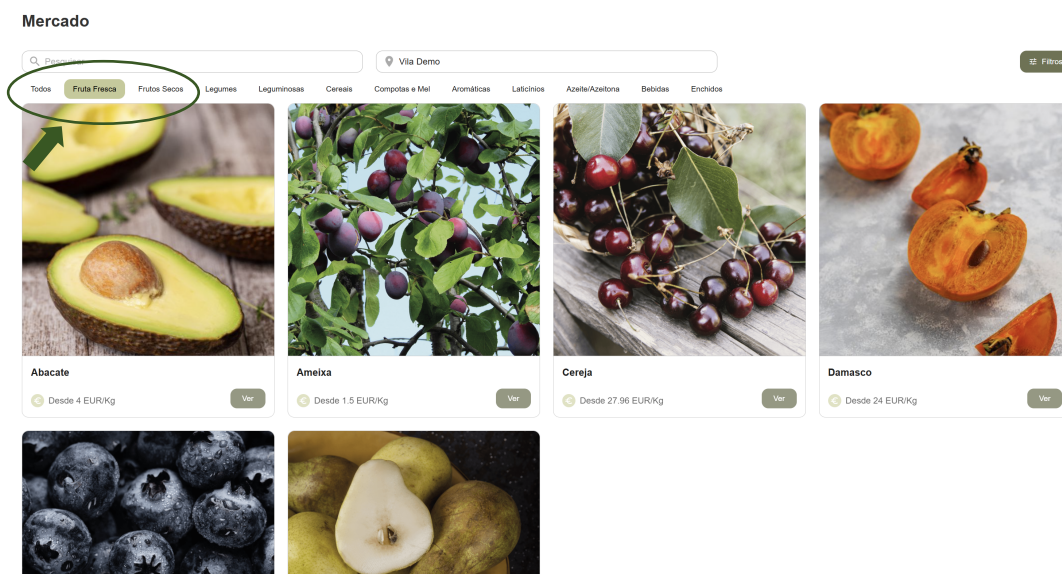 Mercado
Pesquisar
Vila Demo
Filtros
Todos Fruta Fresca Frutos Secos Legumes Leguminosas Cereais Compotas e Mel Aromáticas Laticínios Azeite/Azeitona Bebidas Enchidos
Abacate
€ Desde 4 EUR/Kg
Ver
Ameixa
€ Desde 1.5 EUR/Kg
Ver
Cereja
€ Desde 27.96 EUR/Kg
Ver
Damasco
€ Desde 24 EUR/Kg
Ver